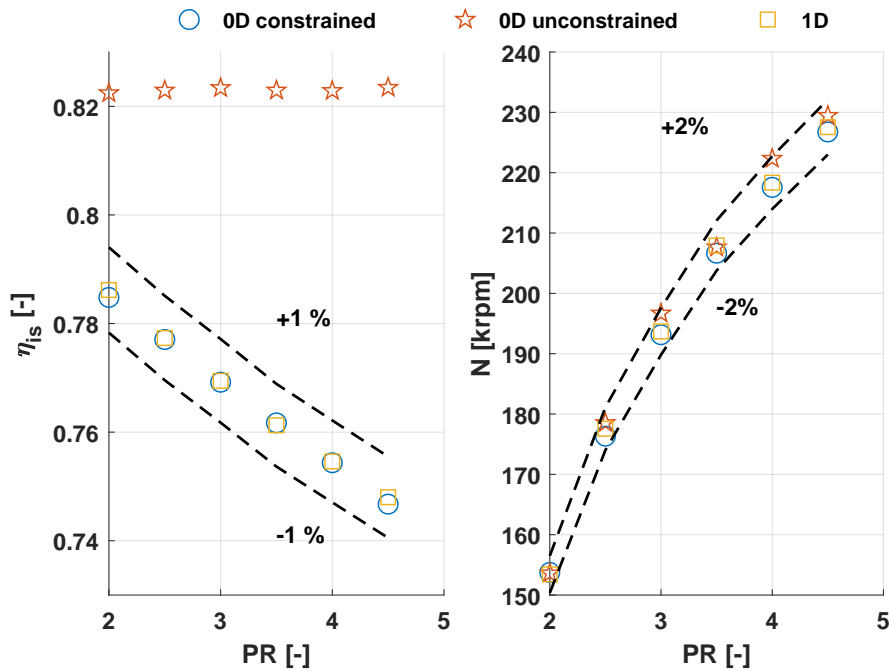 0D constrained 0D unconstrained 1D
0.82
0.8
0.78
0.76
0.74
η_is [-]
+1 %
-1 %
2 3 4 5
PR [-]
230
220
210
200
190
180
170
160
150
N [krpm]
+2%
-2%
2 3 4 5
PR [-]